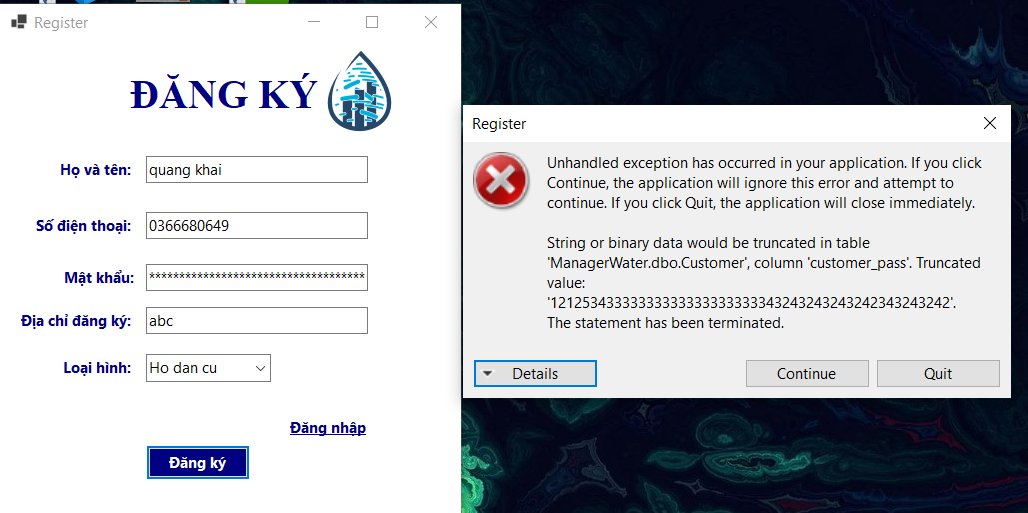 Register
ĐĂNG KÝ
Họ và tên: quang khai
Số điện thoại: 0366680649
Mật khẩu: ************************************
Địa chỉ đăng ký: abc
Loại hình: Ho dan cu
Đăng nhập
Đăng ký
Register
Unhandled exception has occurred in your application. If you click
Continue, the application will ignore this error and attempt to
continue. If you click Quit, the application will close immediately.
String or binary data would be truncated in table
'ManagerWater.dbo.Customer', column 'customer_pass'. Truncated
value:
'12125343333333333333333333343243243243242343243242'.
The statement has been terminated.
Details
Continue
Quit